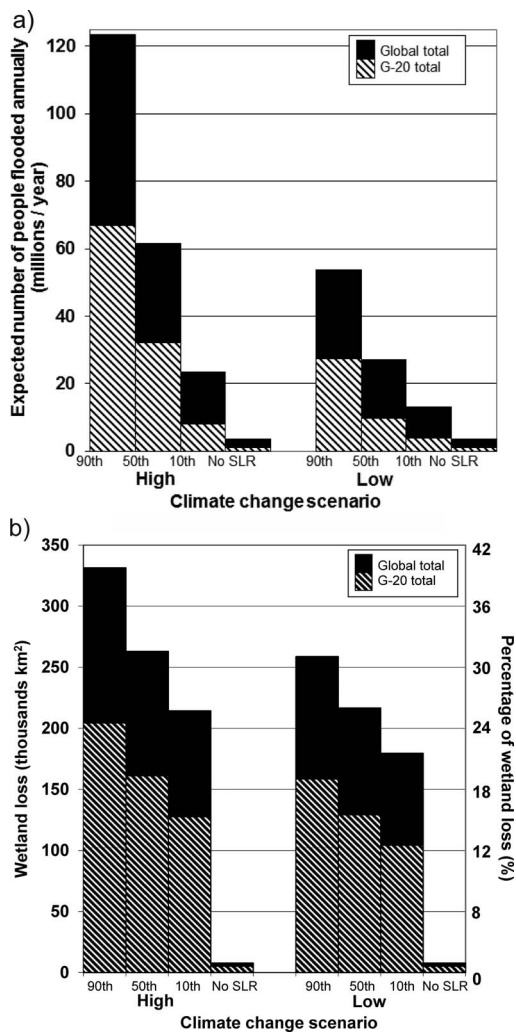 a)
Expected number of people flooded annually
(millions / year)
120
100
80
60
40
20
0
Global total
G-20 total
90th 50th 10th No SLR 90th 50th 10th No SLR
High Low
Climate change scenario
b)
Wetland loss (thousands km²)
350
300
250
200
150
100
50
0
Global total
G-20 total
42
36
30
24
18
12
8
0
Percentage of wetland loss (%)
90th 50th 10th No SLR 90th 50th 10th No SLR
High Low
Climate change scenario